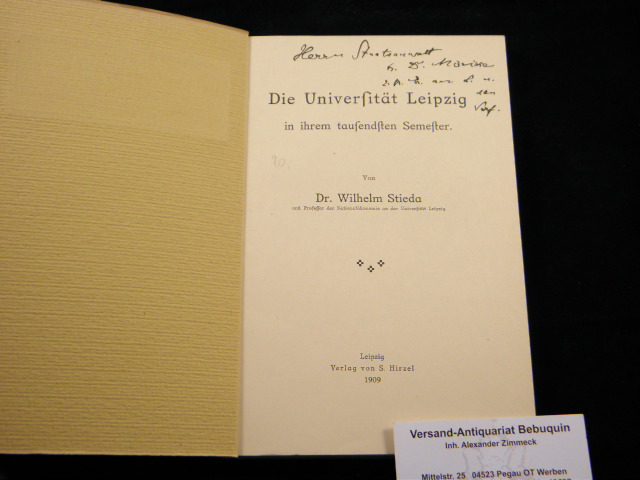 Herrn Staatsanwalt
Dr.
Die Univerſität Leipzig
in ihrem tauſendſten Semeſter.
Von
Dr. Wilhelm Stieda
ord. Profeſſor der Nationalökonomie an der Univerſität Leipzig
Leipzig
Verlag von S. Hirzel
1909
Versand-Antiquariat Bebuquin
Inh. Alexander Zimmeck
Mittelstr. 25 04523 Pegau OT Werben